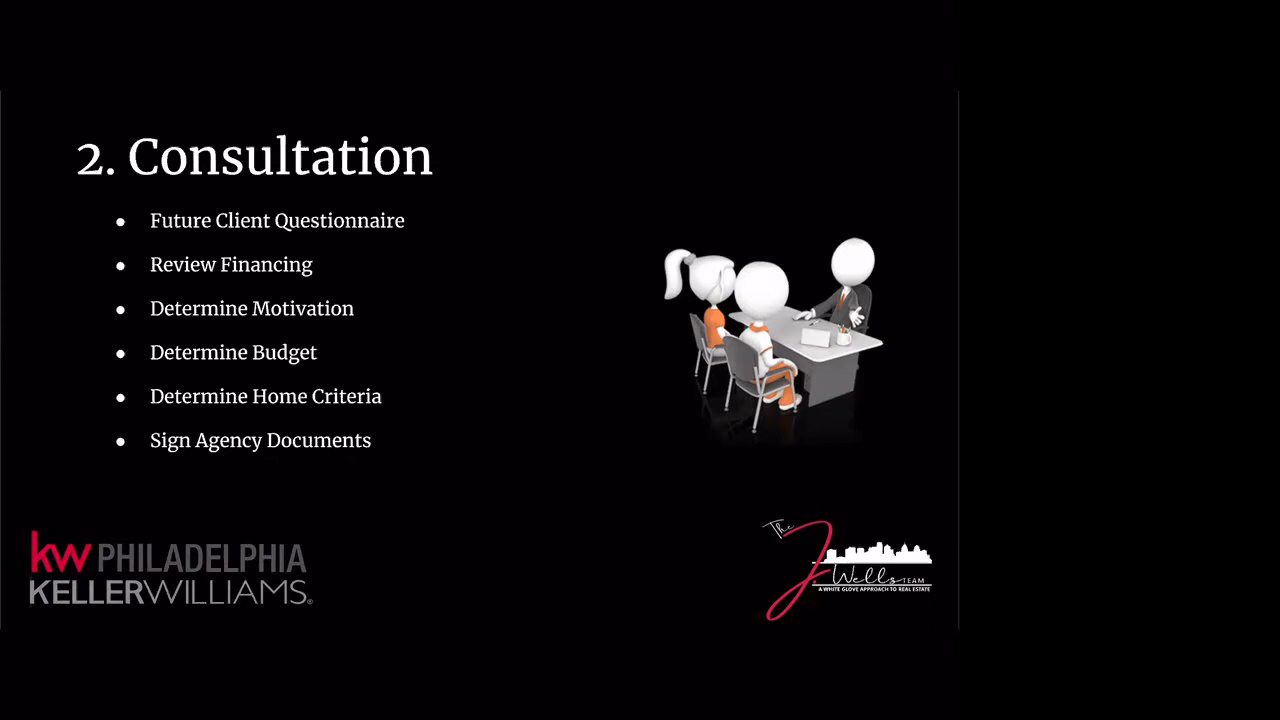 2. Consultation
● Future Client Questionnaire
● Review Financing
● Determine Motivation
● Determine Budget
● Determine Home Criteria
● Sign Agency Documents
kw PHILADELPHIA
KELLERWILLIAMS®
The
J. Wells TEAM
A WHITE GLOVE APPROACH TO REAL ESTATE